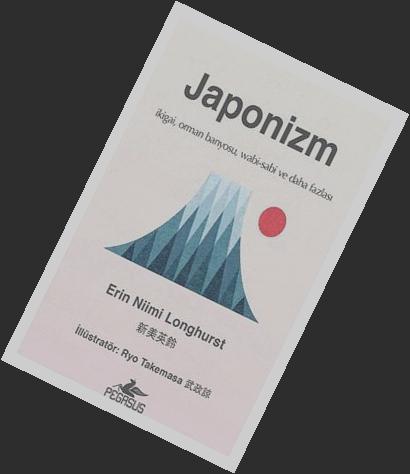 Japonizm
ikigai, orman banyosu, wabi-sabi ve daha fazlası
Erin Niimi Longhurst
新美英鈴
İllüstratör: Ryo Takemasa 武政諒
PEGASUS